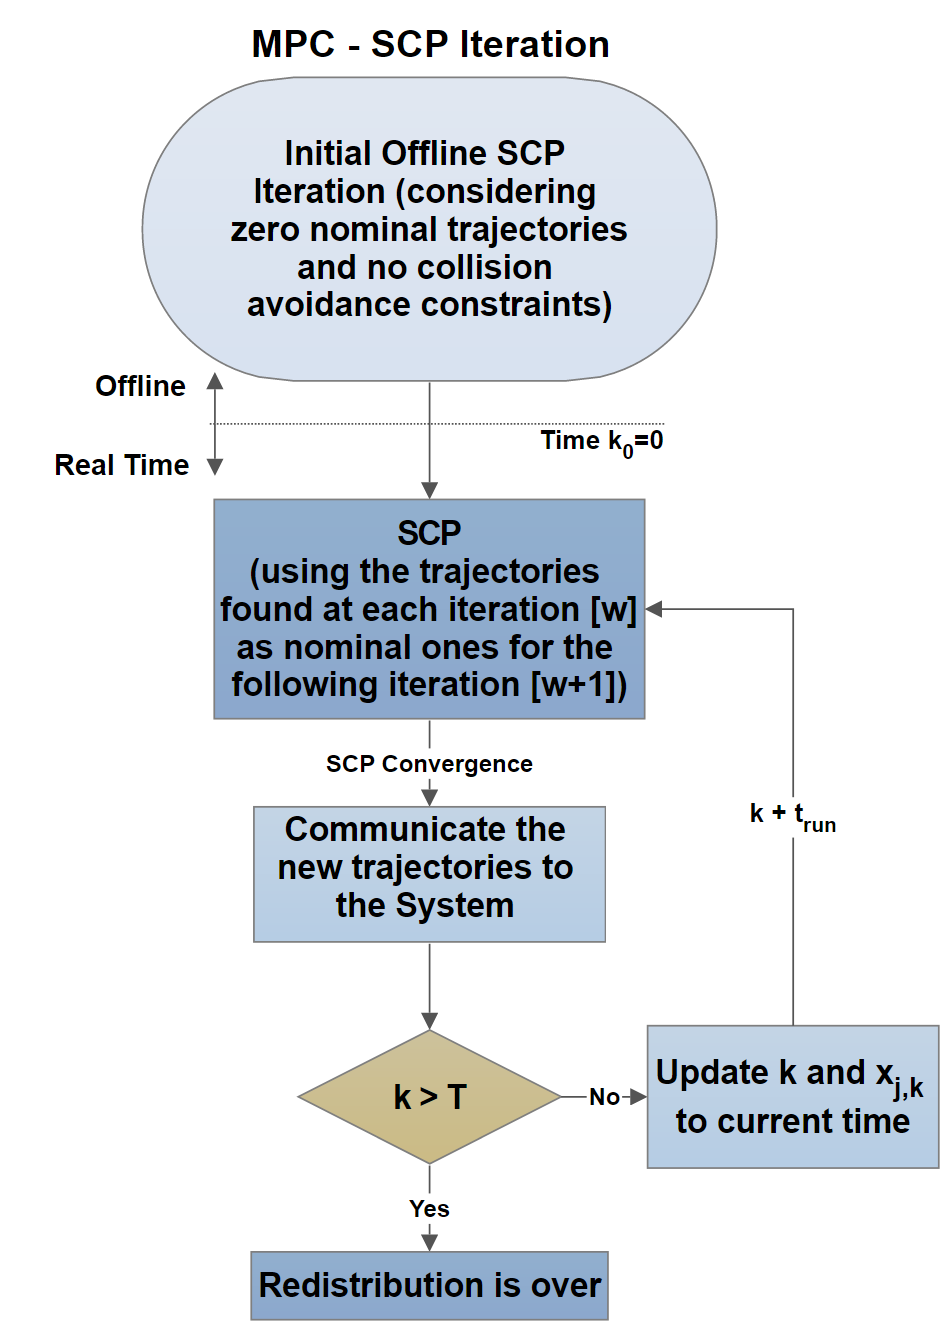 MPC - SCP Iteration
Initial Offline SCP
Iteration (considering
zero nominal trajectories
and no collision
avoidance constraints)
Offline
Time k0=0
Real Time
SCP
(using the trajectories
found at each iteration [w]
as nominal ones for the
following iteration [w+1])
SCP Convergence
Communicate the
new trajectories to
the System
k + trun
k > T
No
Update k and xj,k
to current time
Yes
Redistribution is over